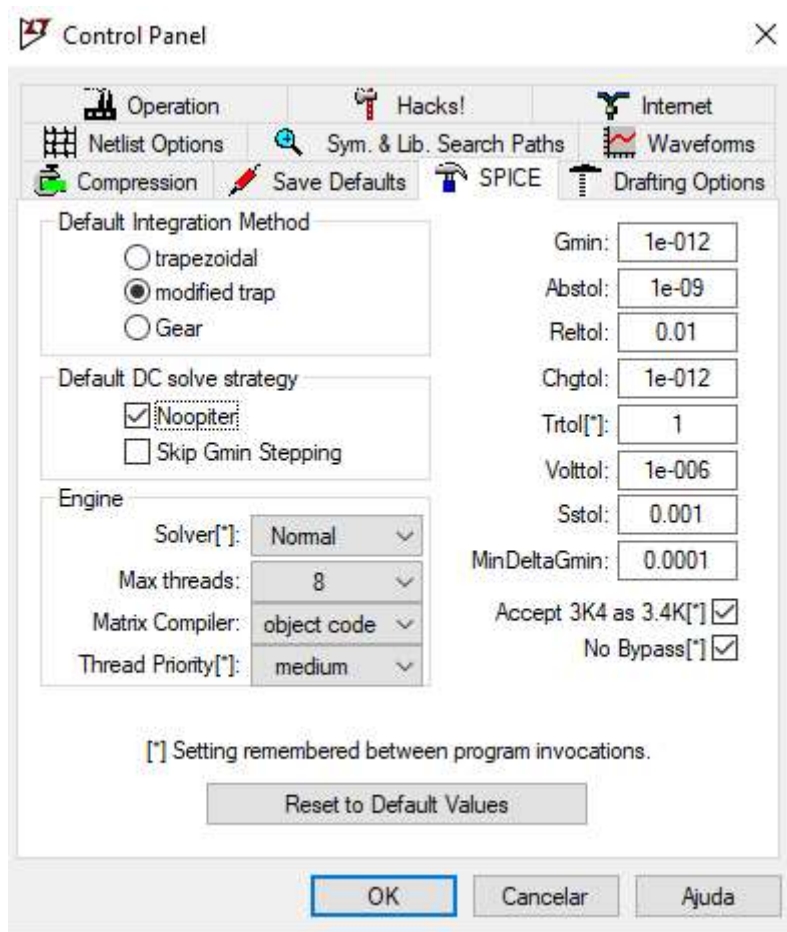 Control Panel
Operation Hacks! Internet
Netlist Options Sym. & Lib. Search Paths Waveforms
Compression Save Defaults SPICE Drafting Options
Default Integration Method
trapezoidal
modified trap
Gear
Default DC solve strategy
Noopiter
Skip Gmin Stepping
Engine
Solver[*]: Normal
Max threads: 8
Matrix Compiler: object code
Thread Priority[*]: medium
Gmin: 1e-012
Abstol: 1e-09
Reltol: 0.01
Chgtol: 1e-012
Trtol[*]: 1
Volttol: 1e-006
Sstol: 0.001
MinDeltaGmin: 0.0001
Accept 3K4 as 3.4K[*]
No Bypass[*]
[*] Setting remembered between program invocations.
Reset to Default Values
OK Cancelar Ajuda